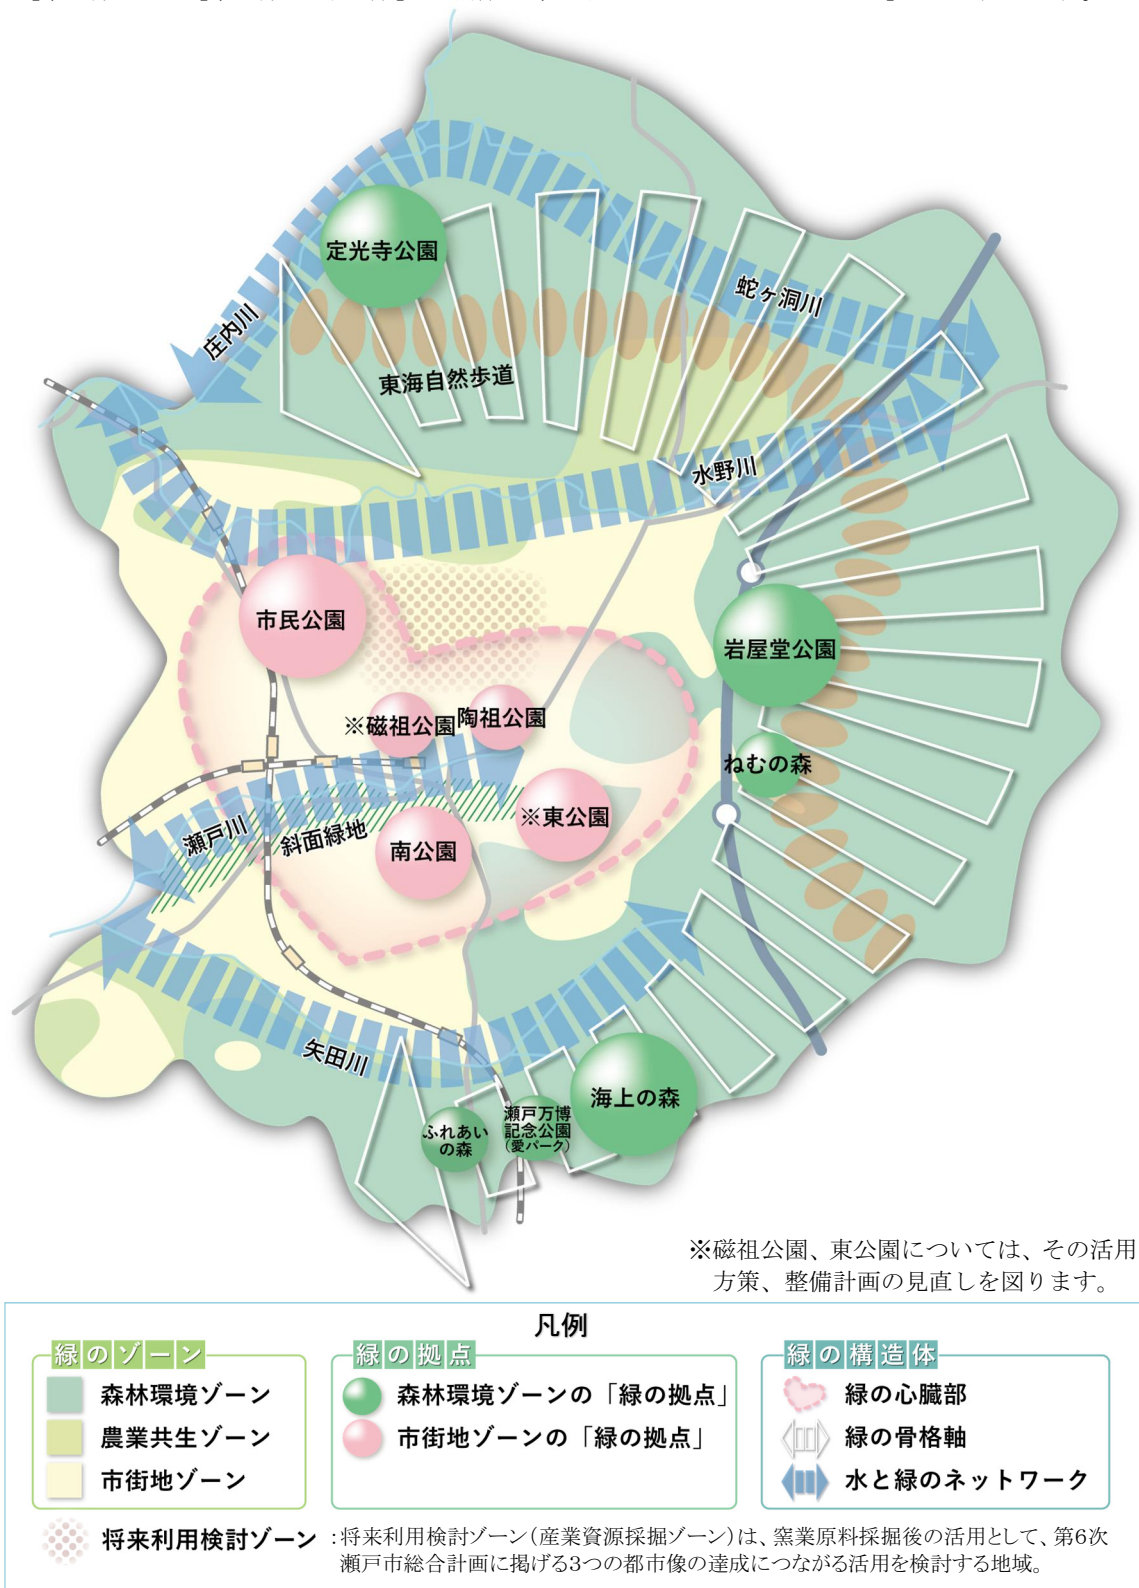 定光寺公園
蛇ヶ洞川
庄内川
東海自然歩道
水野川
市民公園
岩屋堂公園
※磁祖公園
陶祖公園
ねむの森
※東公園
瀬戸川
斜面緑地
南公園
矢田川
海上の森
瀬戸万博
記念公園
(愛パーク)
ふれあい
の森
※磁祖公園、東公園については、その活用
方策、整備計画の見直しを図ります。
凡例
緑のゾーン
森林環境ゾーン
農業共生ゾーン
市街地ゾーン
緑の拠点
森林環境ゾーンの「緑の拠点」
市街地ゾーンの「緑の拠点」
緑の構造体
緑の心臓部
緑の骨格軸
水と緑のネットワーク
将来利用検討ゾーン:将来利用検討ゾーン(産業資源採掘ゾーン)は、窯業原料採掘後の活用として、第6次
瀬戸市総合計画に掲げる3つの都市像の達成につながる活用を検討する地域。